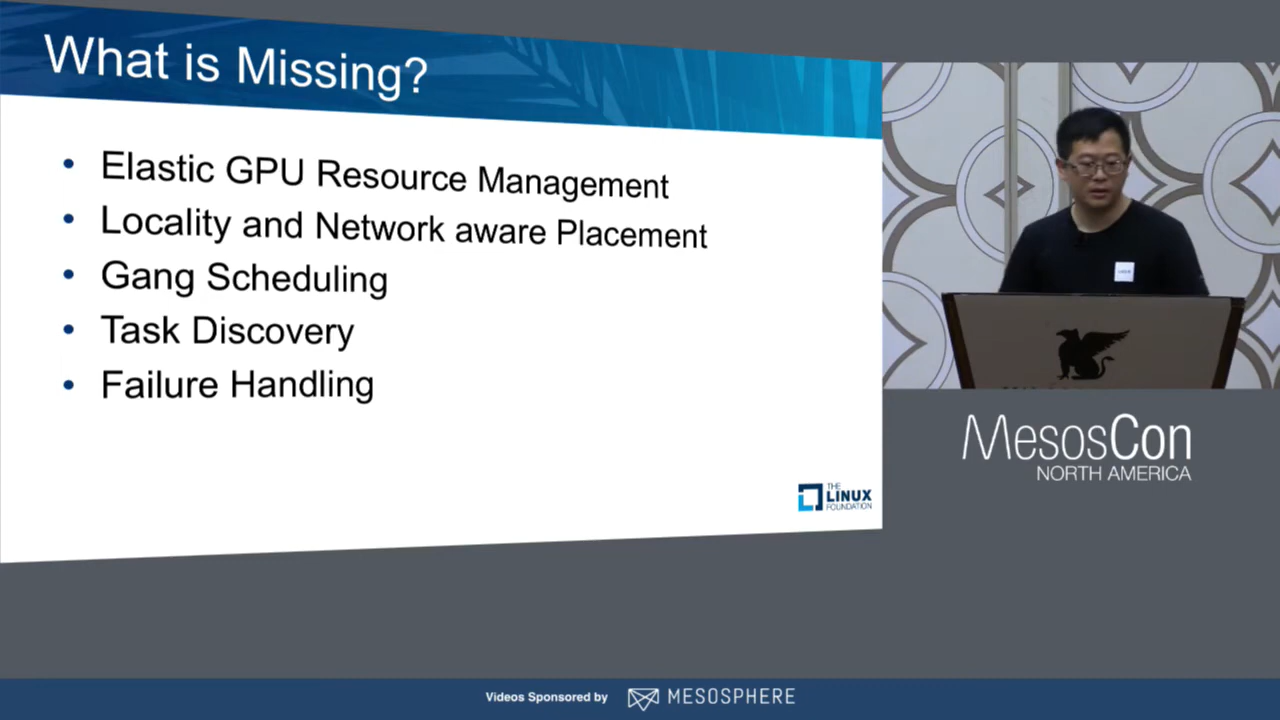 What is Missing?
• Elastic GPU Resource Management
• Locality and Network aware Placement
• Gang Scheduling
• Task Discovery
• Failure Handling
THE
LINUX
FOUNDATION
MesosCon
NORTH AMERICA
Videos Sponsored by MESOSPHERE